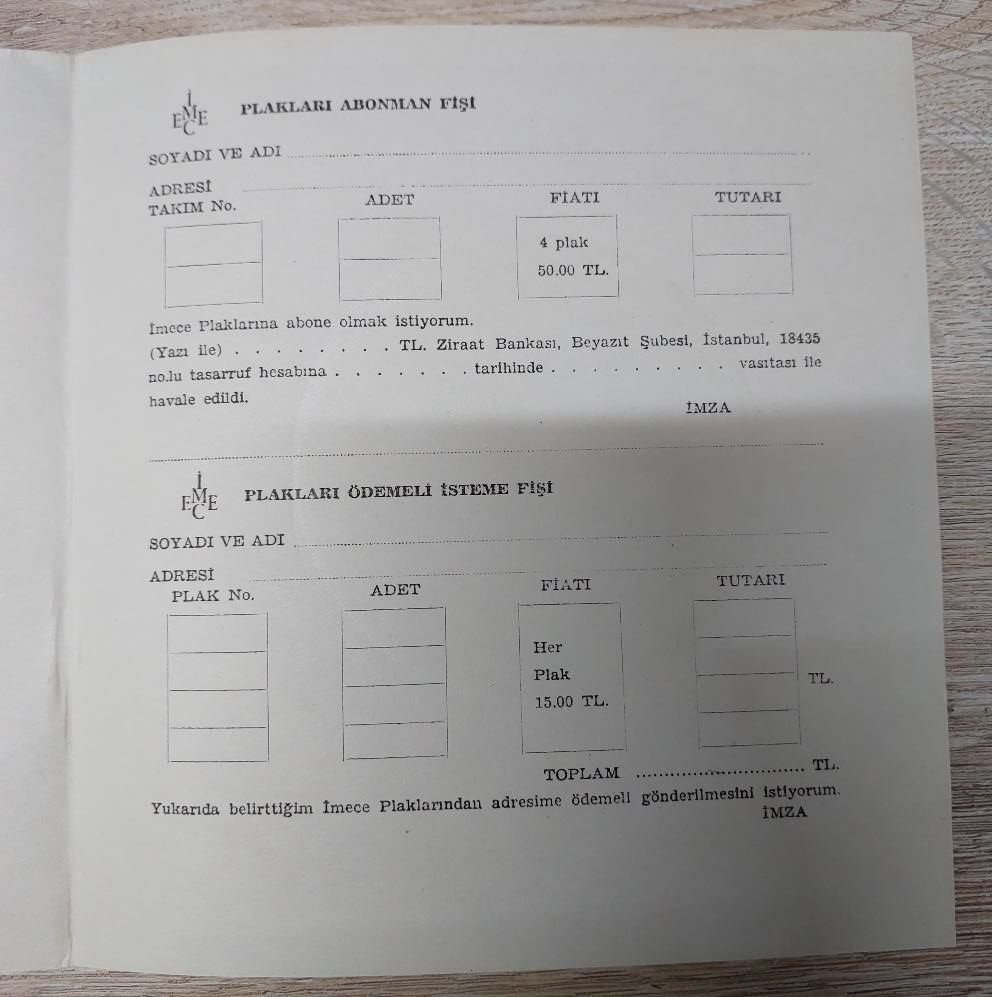 İMECE PLAKLARI ABONMAN FİŞİ
SOYADI VE ADI ..........
ADRESİ ..........
TAKIM No. ADET FİATI TUTARI
4 plak
50.00 TL.
İmece Plaklarına abone olmak istiyorum.
(Yazı ile) . . . . . . . . TL. Ziraat Bankası, Beyazıt Şubesi, İstanbul, 18435
no.lu tasarruf hesabına . . . . . . . tarihinde . . . . . . . . . vasıtası ile
havale edildi.
İMZA
İMECE PLAKLARI ÖDEMELİ İSTEME FİŞİ
SOYADI VE ADI ..........
ADRESİ ..........
PLAK No. ADET FİATI TUTARI
Her
Plak
15.00 TL.
TL.
TOPLAM .............................. TL.
Yukarıda belirttiğim İmece Plaklarından adresime ödemeli gönderilmesini istiyorum.
İMZA